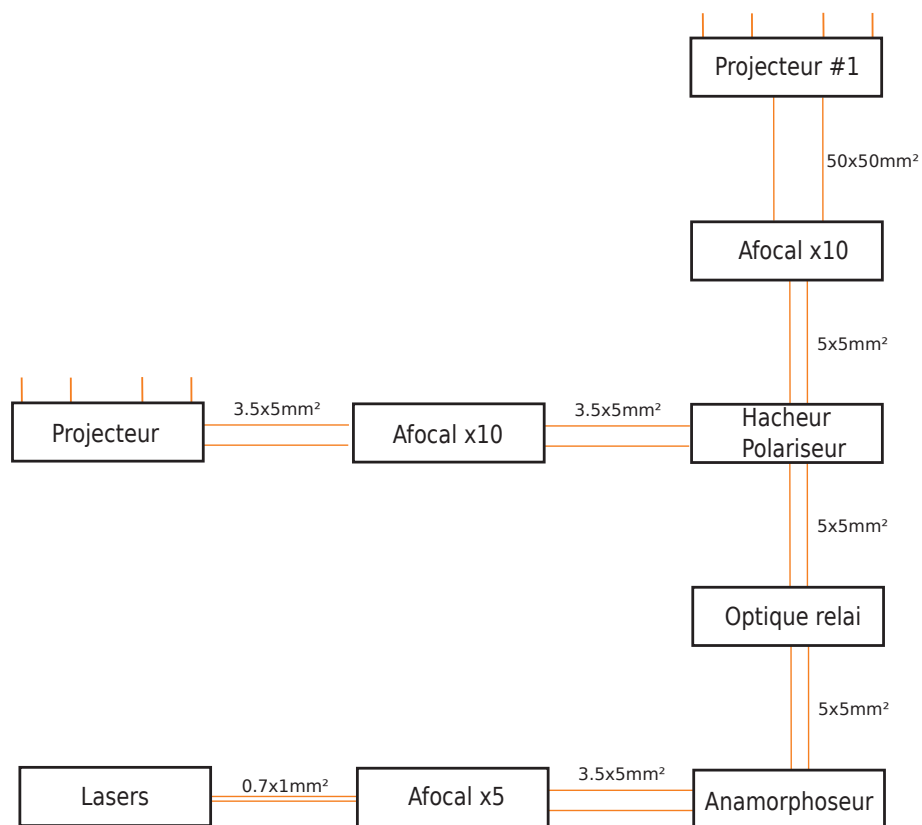 Projecteur #1
50x50mm²
Afocal x10
5x5mm²
3.5x5mm²
3.5x5mm²
Projecteur
Afocal x10
Hacheur
Polariseur
5x5mm²
Optique relai
5x5mm²
Lasers
0.7x1mm²
Afocal x5
3.5x5mm²
Anamorphoseur